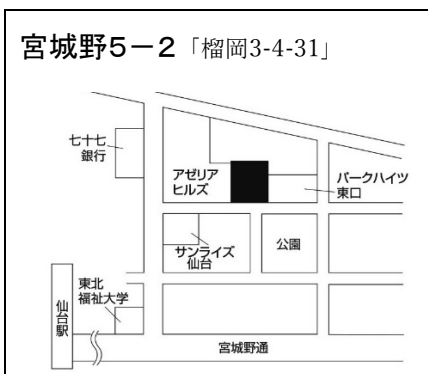 宮城野5－2「榴岡3-4-31」
七十七
銀行
アゼリア
ヒルズ
パークハイツ
東口
サンライズ
仙台
公園
東北
福祉大学
仙台駅
宮城野通